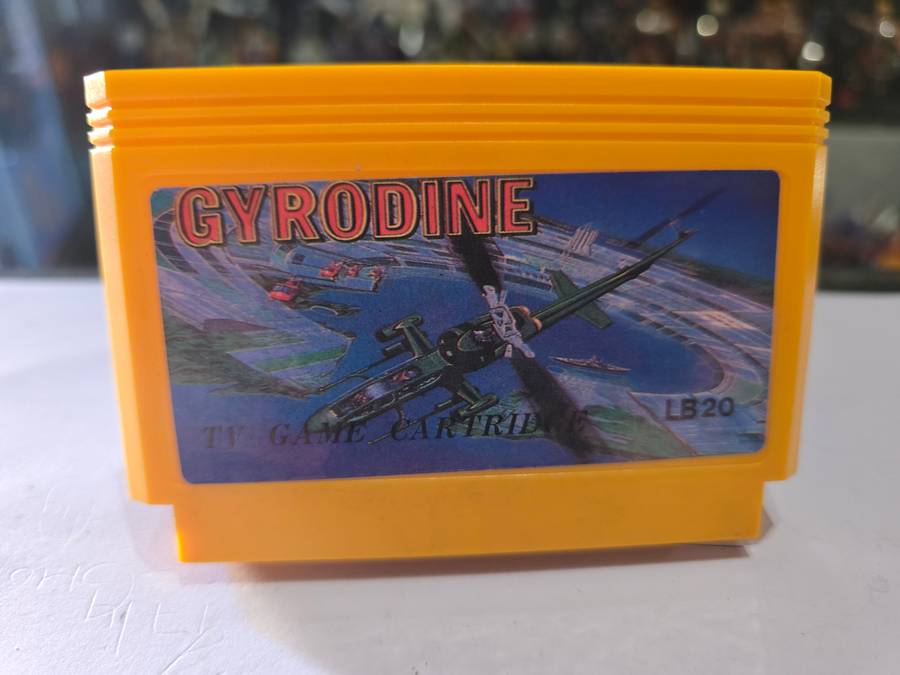 GYRODINE
LB20
TV GAME CARTRIDGE